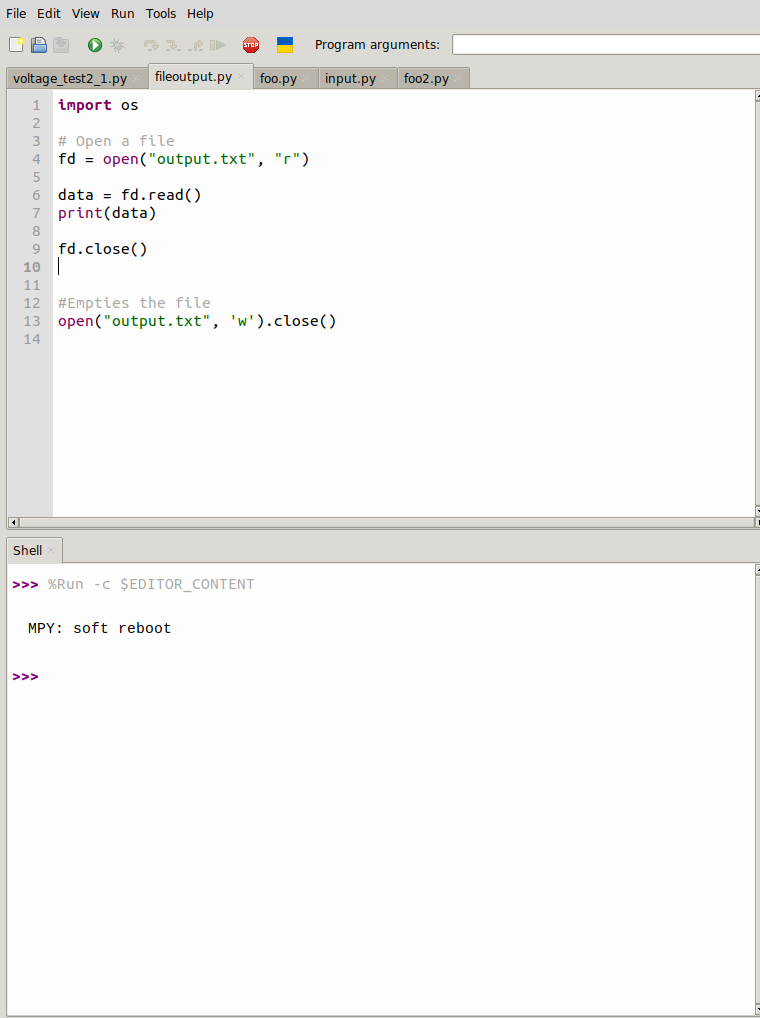 File Edit View Run Tools Help
STOP Program arguments:
voltage_test2_1.py fileoutput.py foo.py input.py foo2.py
1 import os
2
3 # Open a file
4 fd = open("output.txt", "r")
5
6 data = fd.read()
7 print(data)
8
9 fd.close()
10
11
12 #Empties the file
13 open("output.txt", 'w').close()
14
Shell
>>> %Run -c $EDITOR_CONTENT
MPY: soft reboot
>>>